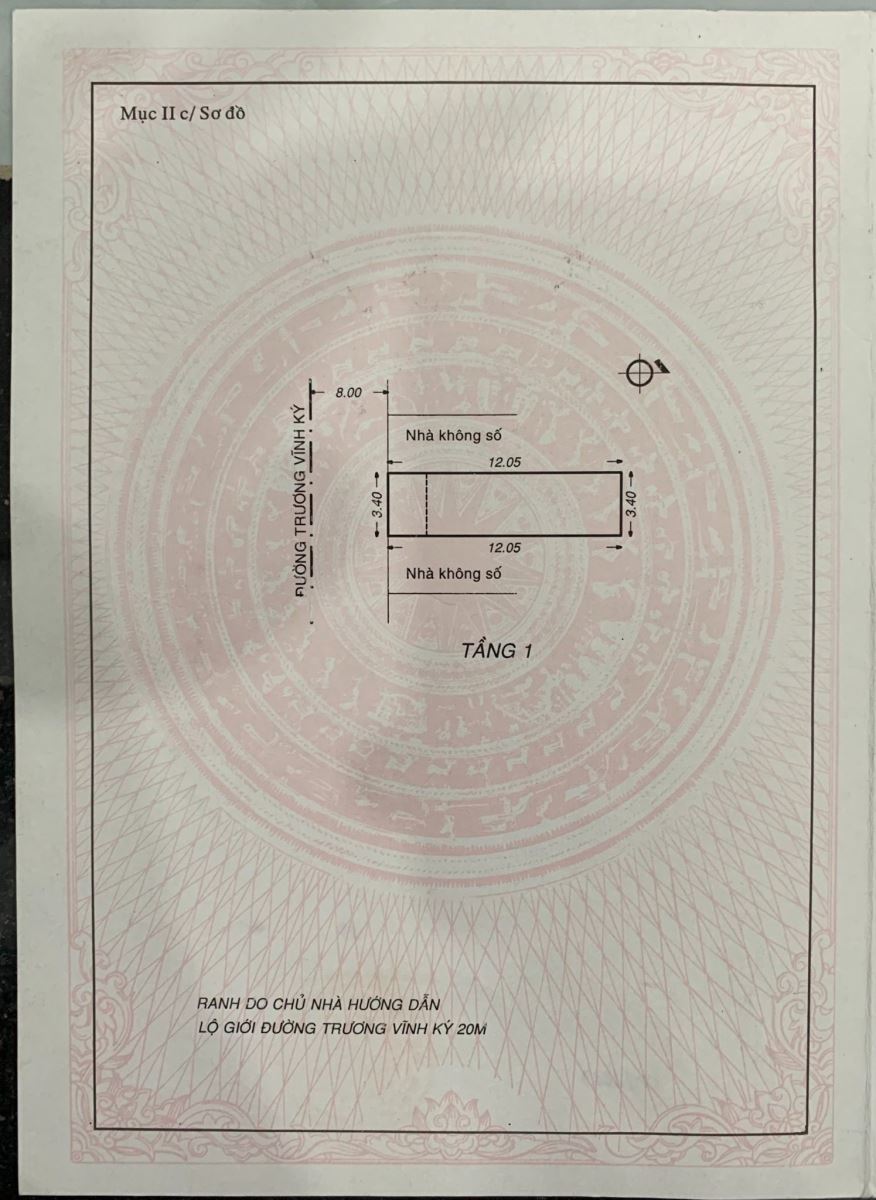 Mục II c/ Sơ đồ
8.00
ĐƯỜNG TRƯƠNG VĨNH KÝ
Nhà không số
12.05
3.40
3.40
12.05
Nhà không số
TẦNG 1
RANH DO CHỦ NHÀ HƯỚNG DẪN
LỘ GIỚI ĐƯỜNG TRƯƠNG VĨNH KÝ 20M